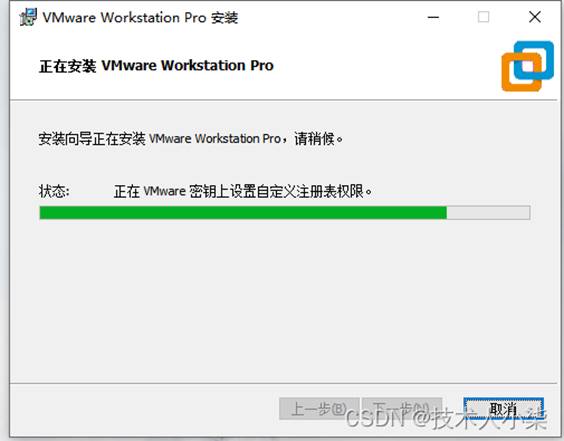 VMware Workstation Pro 安装
正在安装 VMware Workstation Pro
安装向导正在安装 VMware Workstation Pro，请稍候。
状态: 正在 VMware 密钥上设置自定义注册表权限。
上一步(B) 下一步(N) 取消
CSDN @技术人小柒